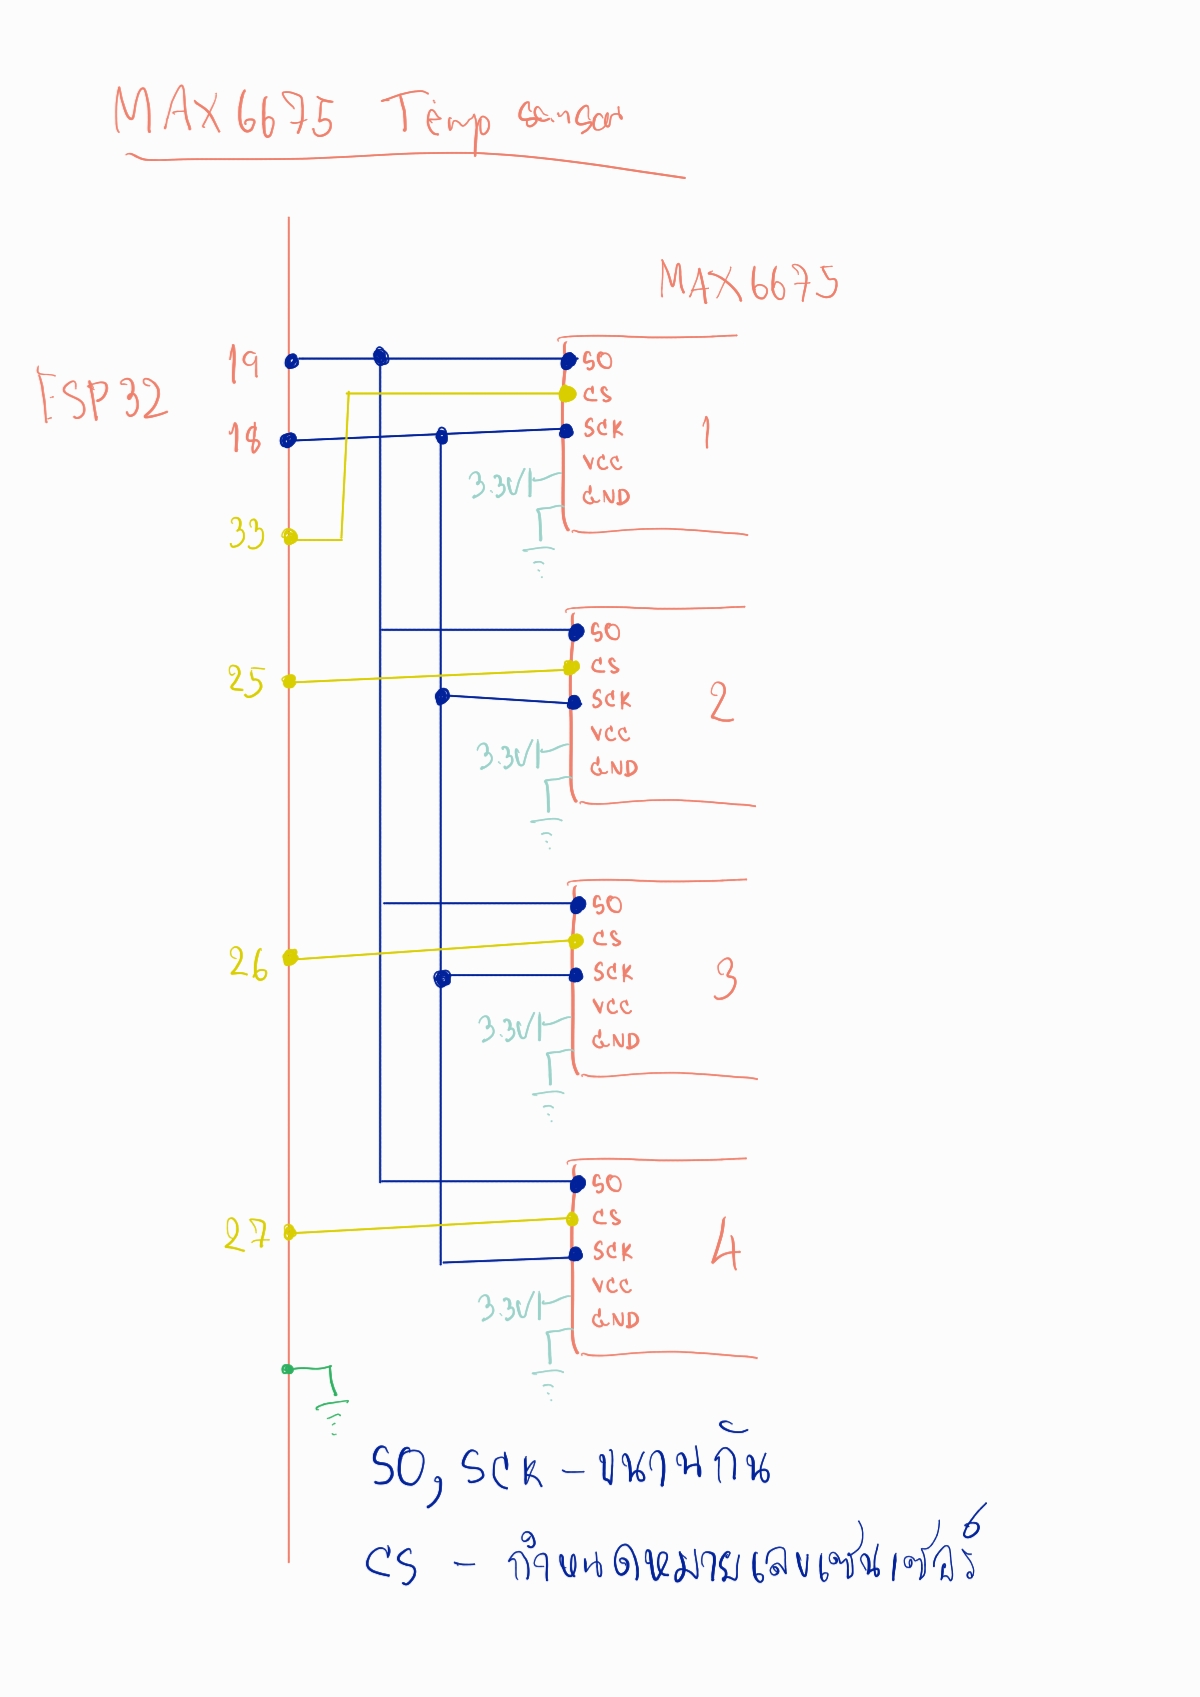 MAX6675 Temp sensor
MAX6675
ESP32
19
18
33
25
26
27
SO
CS
SCK
VCC
GND
1
3.3V
SO
CS
SCK
VCC
GND
2
3.3V
SO
CS
SCK
VCC
GND
3
3.3V
SO
CS
SCK
VCC
GND
4
3.3V
SO, SCK - ขนานกัน
CS - กำหนดหมายเลขเซ็นเซอร์